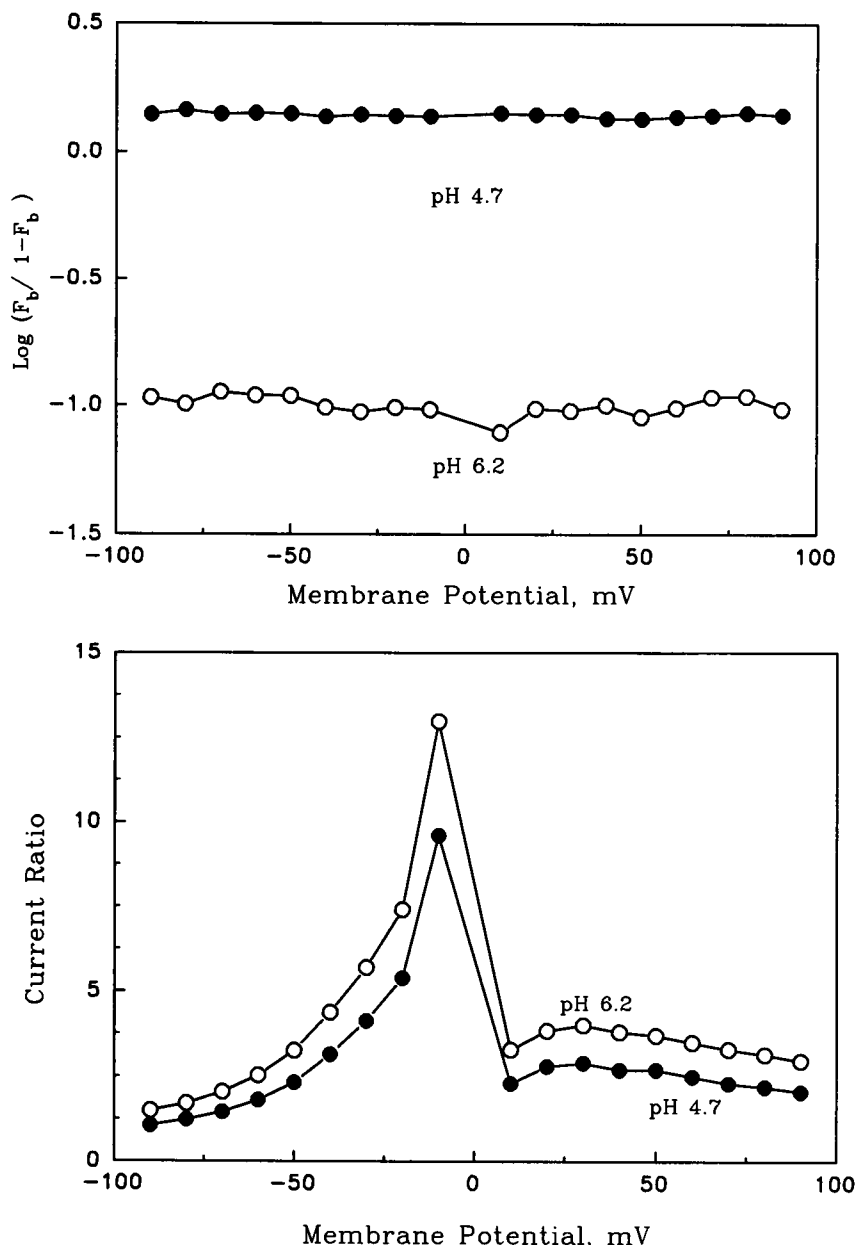 0.5
0.0
−0.5
−1.0
−1.5
Log (F_b/ 1−F_b )
pH 4.7
pH 6.2
−100
−50
0
50
100
Membrane Potential, mV
15
10
5
0
Current Ratio
pH 6.2
pH 4.7
−100
−50
0
50
100
Membrane Potential, mV